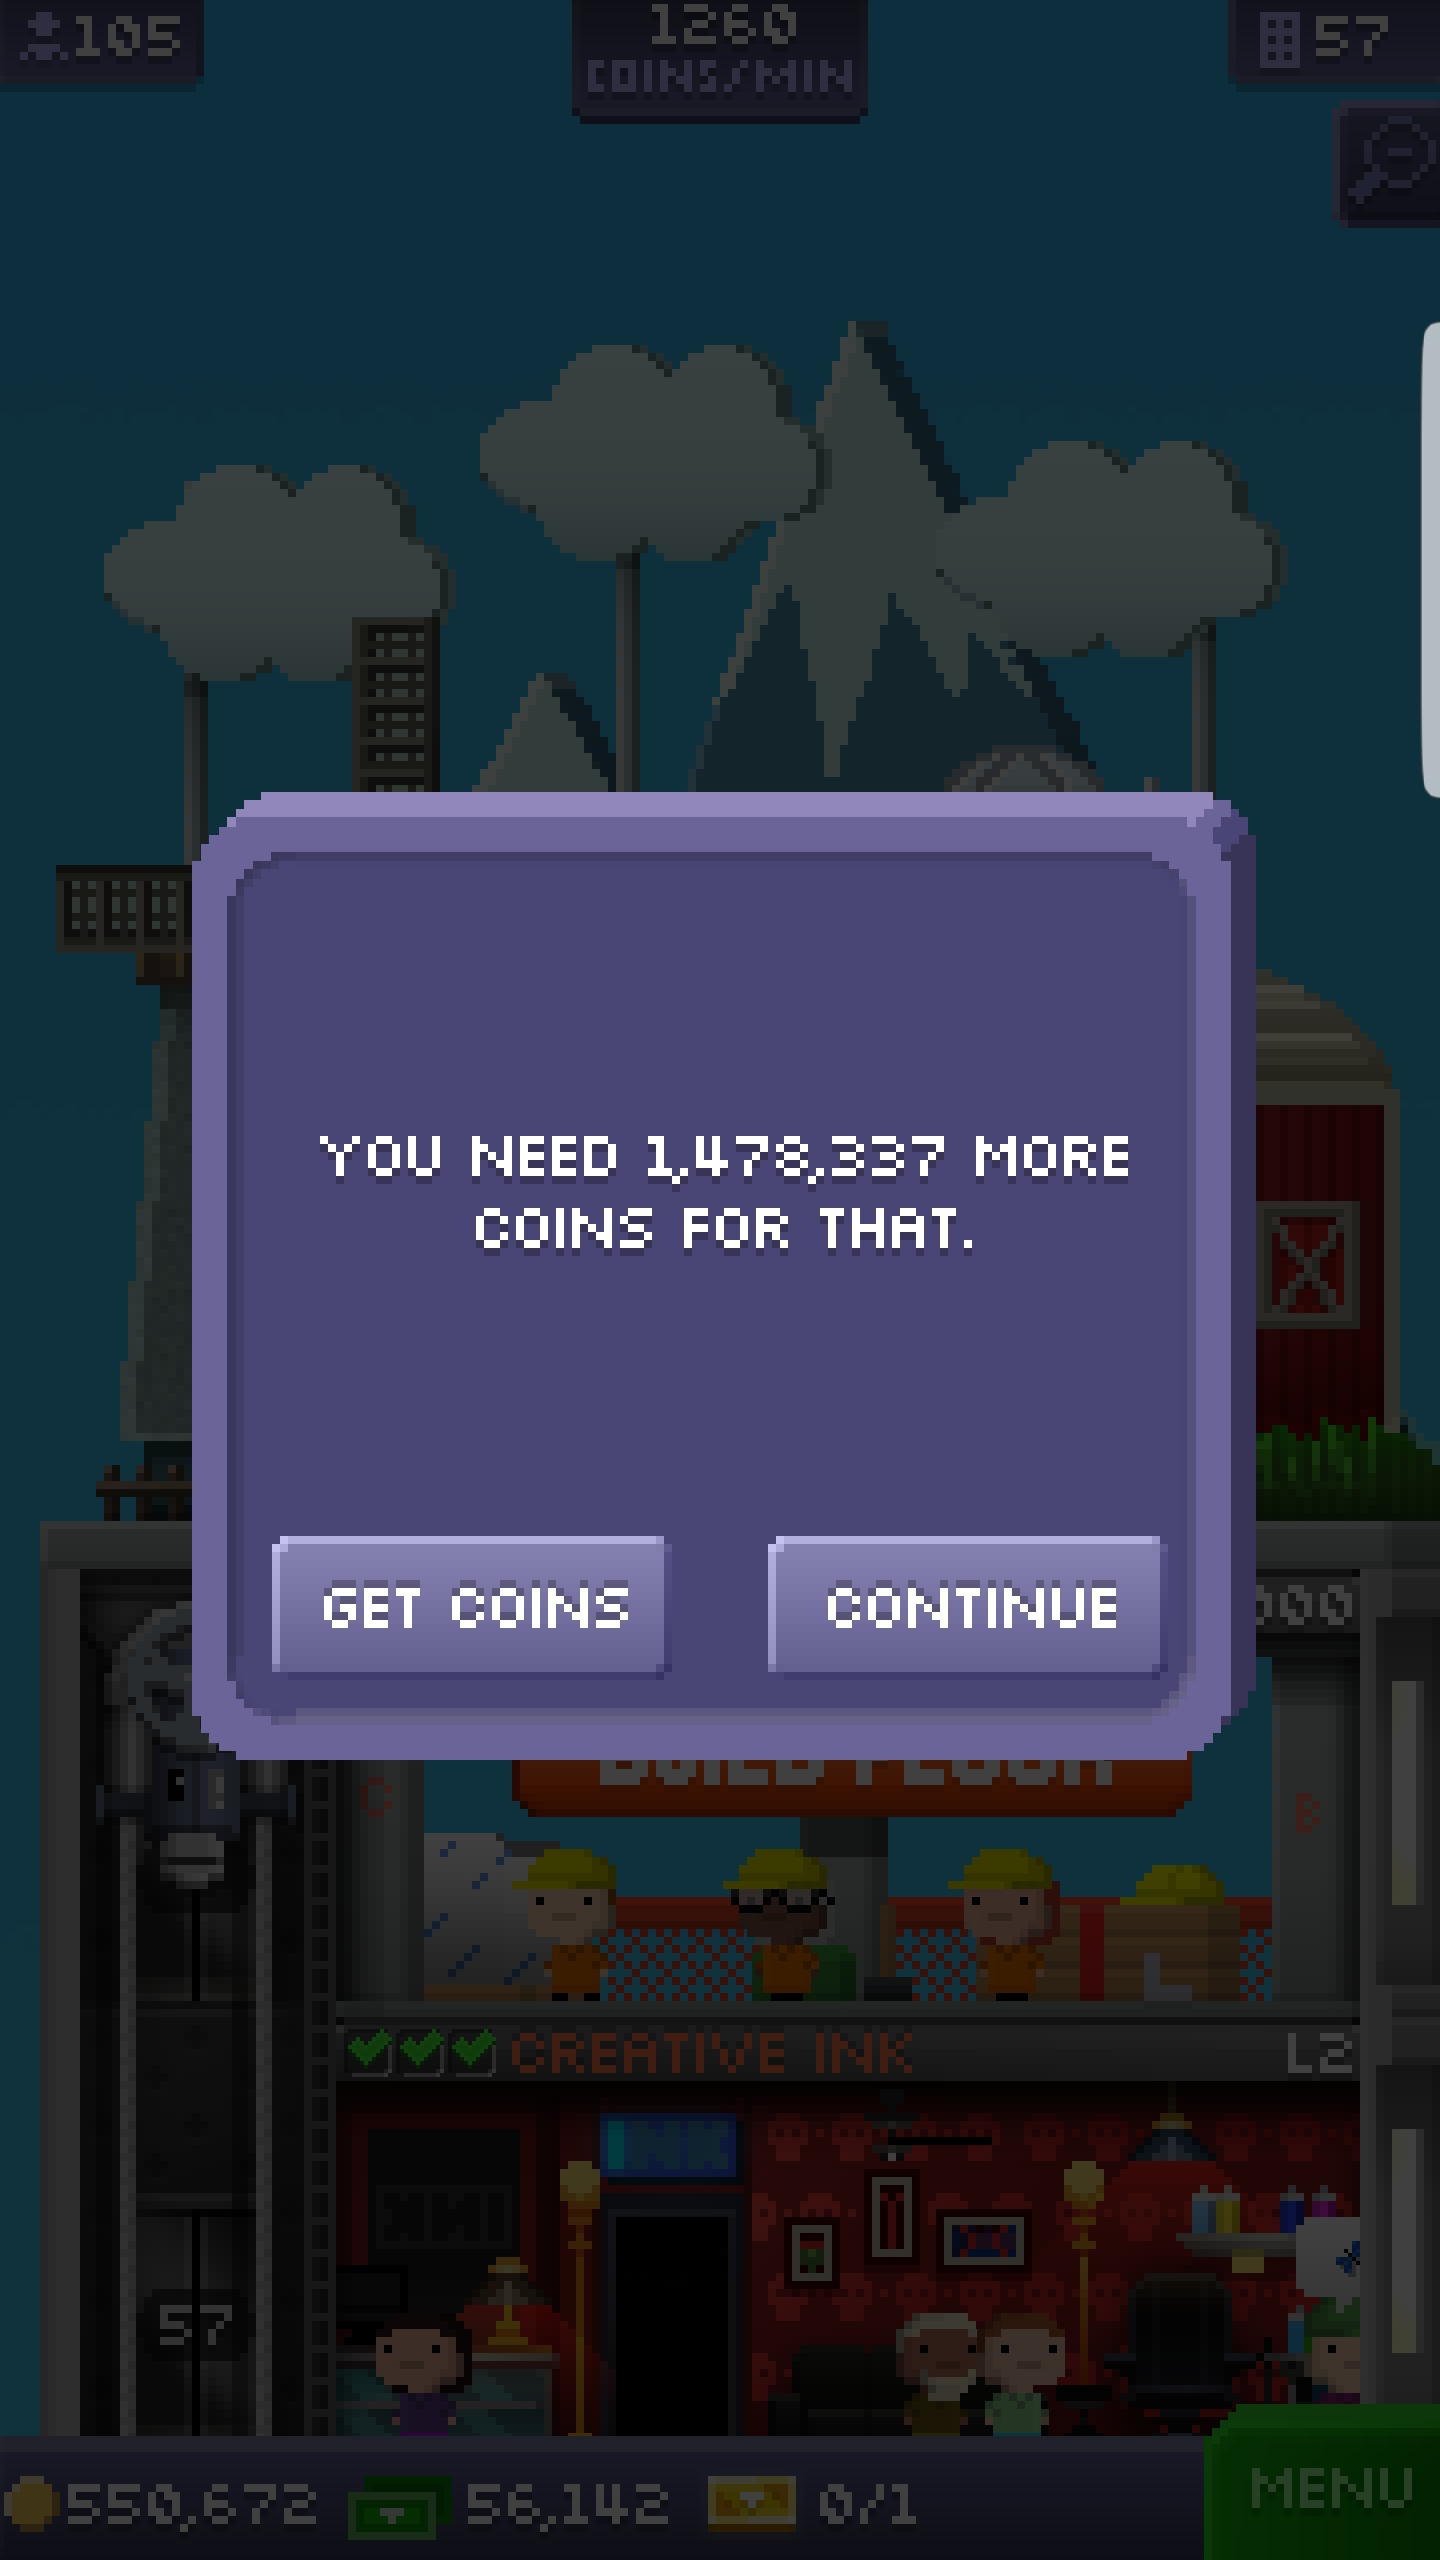 105
1260
COINS/MIN
57
YOU NEED 1,478,337 MORE
COINS FOR THAT.
GET COINS
CONTINUE
000
BUILD FLOOR
C
B
L
CREATIVE INK
L2
INK
57
550,672
56,142
0/1
MENU